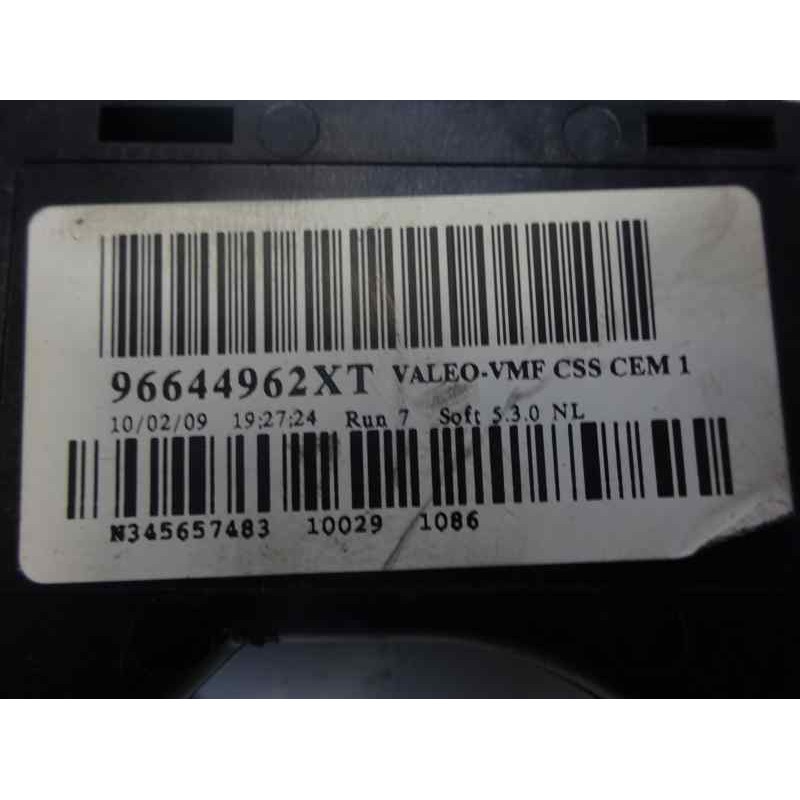 96644962XT VALEO-VMF CSS CEM 1
10/02/09 19:27:24 Run 7 Soft 5.3.0 NL
N345657483 10029 1086